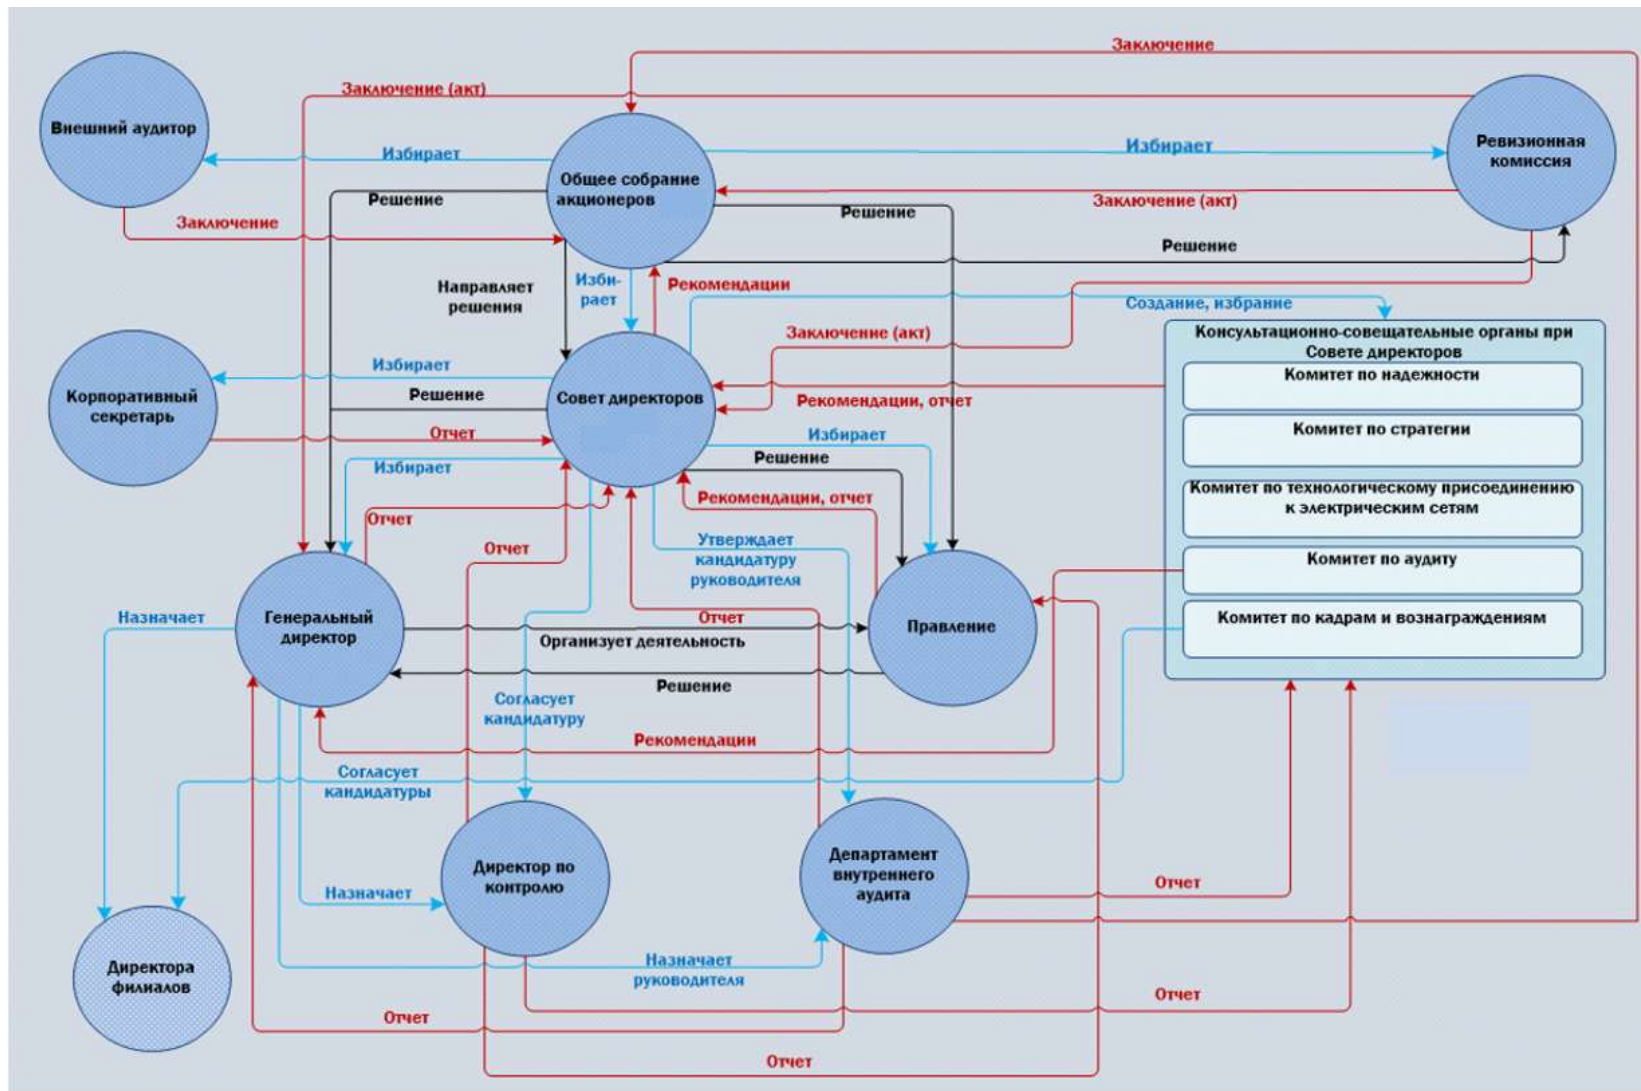 Заключение
Заключение (акт)
Внешний аудитор
Избирает
Избирает
Ревизионная
комиссия
Общее собрание
акционеров
Решение
Решение
Заключение (акт)
Заключение
Решение
Направляет
решения
Изби-
рает
Рекомендации
Создание, избрание
Заключение (акт)
Консультационно-совещательные органы при
Совете директоров
Комитет по надежности
Избирает
Корпоративный
секретарь
Решение
Совет директоров
Рекомендации, отчет
Комитет по стратегии
Отчет
Избирает
Избирает
Решение
Рекомендации, отчет
Комитет по технологическому присоединению
к электрическим сетям
Отчет
Отчет
Утверждает
кандидатуру
руководителя
Комитет по аудиту
Назначает
Генеральный
директор
Отчет
Организует деятельность
Правление
Комитет по кадрам и вознаграждениям
Решение
Согласует
кандидатуру
Рекомендации
Согласует
кандидатуры
Директор по
контролю
Департамент
внутреннего
аудита
Назначает
Отчет
Директора
филиалов
Назначает
руководителя
Отчет
Отчет
Отчет